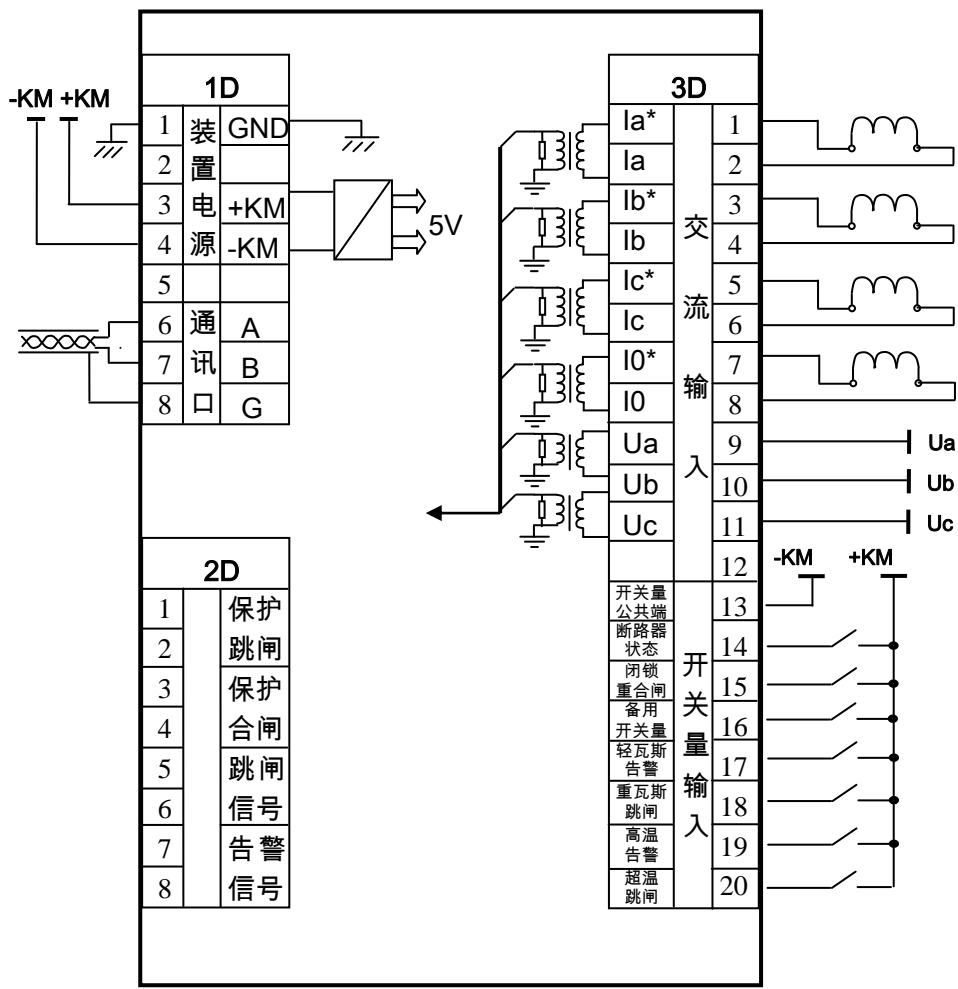 -KM +KM
1D
1 装 GND
2 置
3 电 +KM
4 源 -KM
5
6 通 A
7 讯 B
8 口 G
5V
2D
1 保护
2 跳闸
3 保护
4 合闸
5 跳闸
6 信号
7 告警
8 信号
3D
Ia* 1
Ia 2
Ib* 3
Ib 4
Ic* 5
Ic 6
I0* 7
I0 8
Ua 9
Ub 10
Uc 11
12
交流输入
开关量
公共端
13
断路器
状态
14
闭锁
重合闸
15
备用
开关量
16
轻瓦斯
告警
17
重瓦斯
跳闸
18
高温
告警
19
超温
跳闸
20
开关量输入
Ua
Ub
Uc
-KM +KM